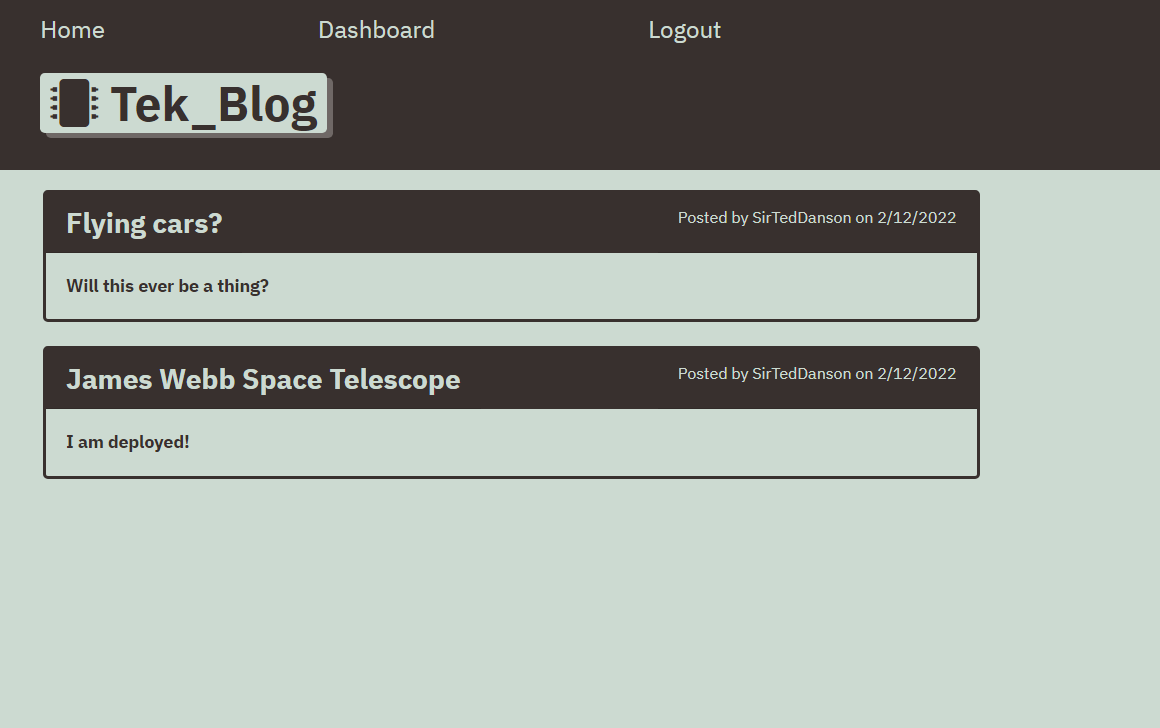 Home Dashboard Logout
Tek_Blog
Flying cars? Posted by SirTedDanson on 2/12/2022
Will this ever be a thing?
James Webb Space Telescope Posted by SirTedDanson on 2/12/2022
I am deployed!